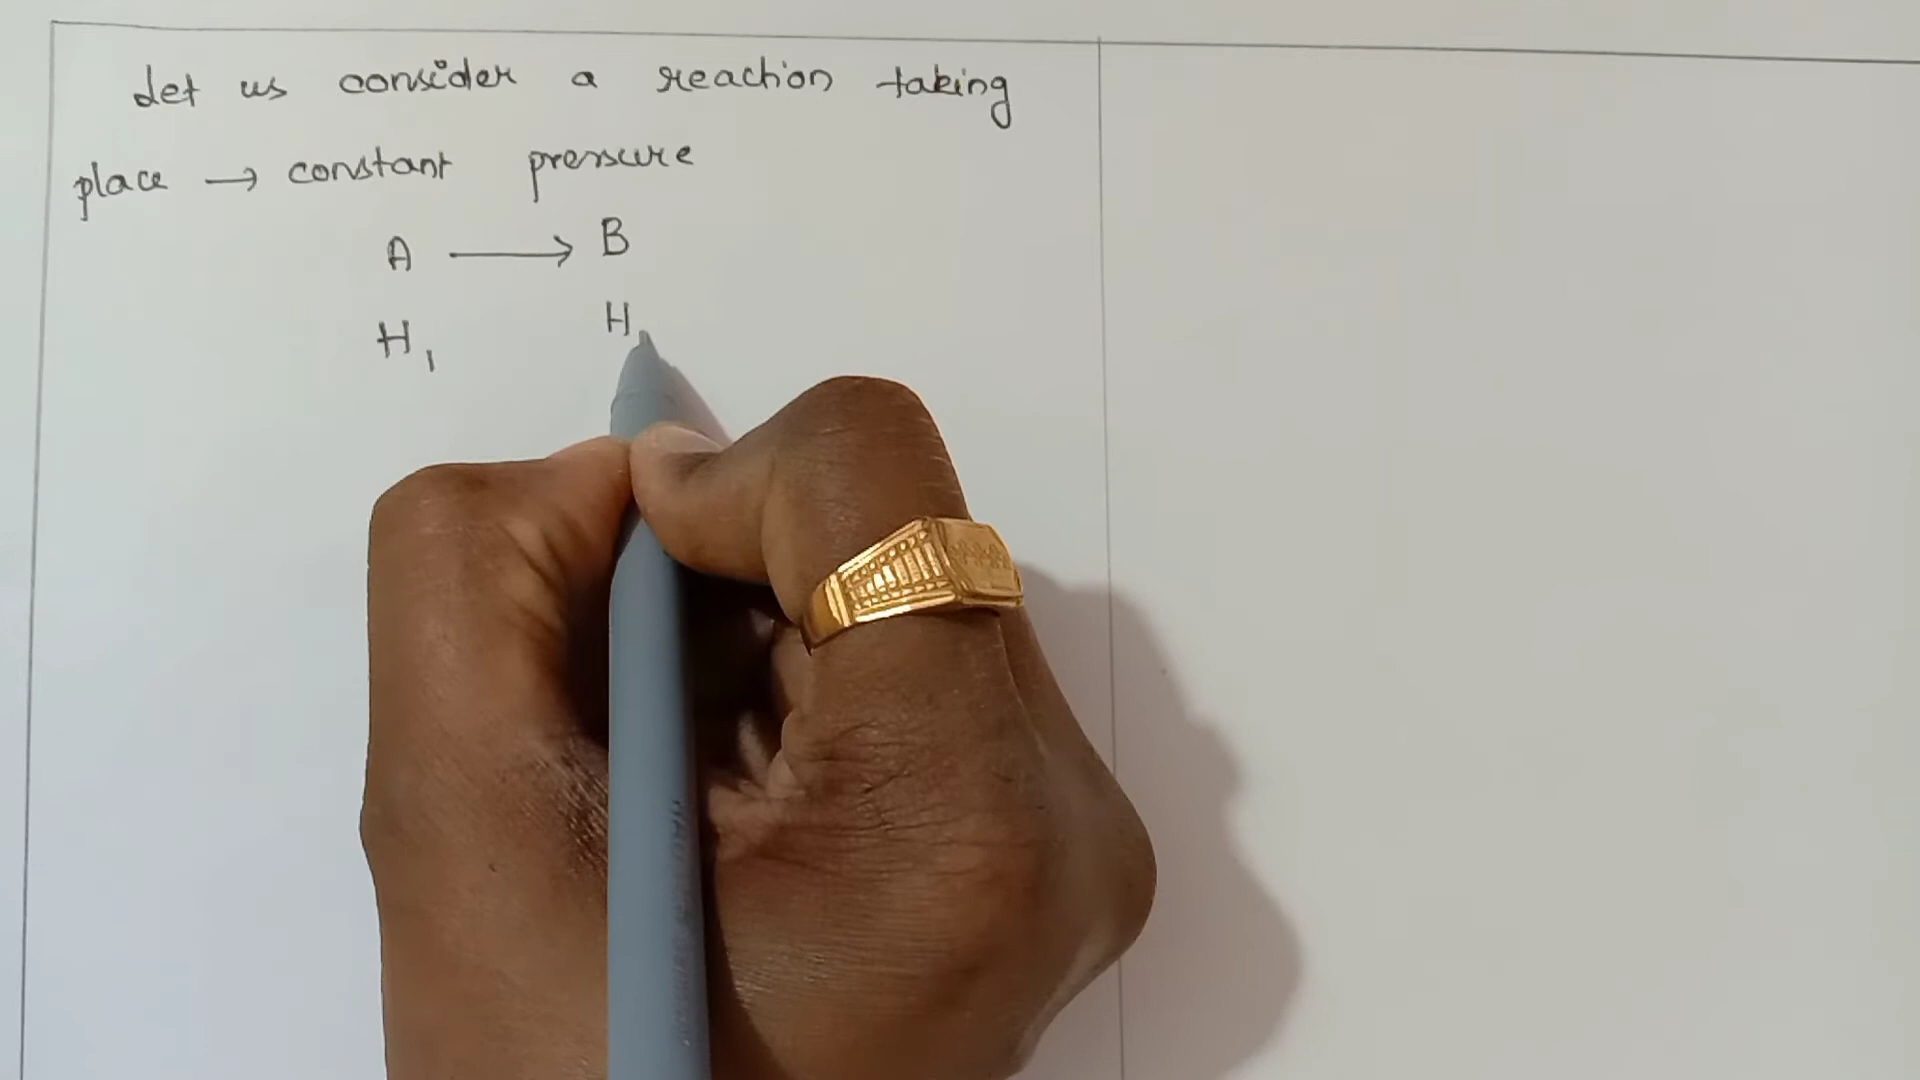 Let us consider a reaction taking
place → constant pressure
A ⟶ B
H₁ H